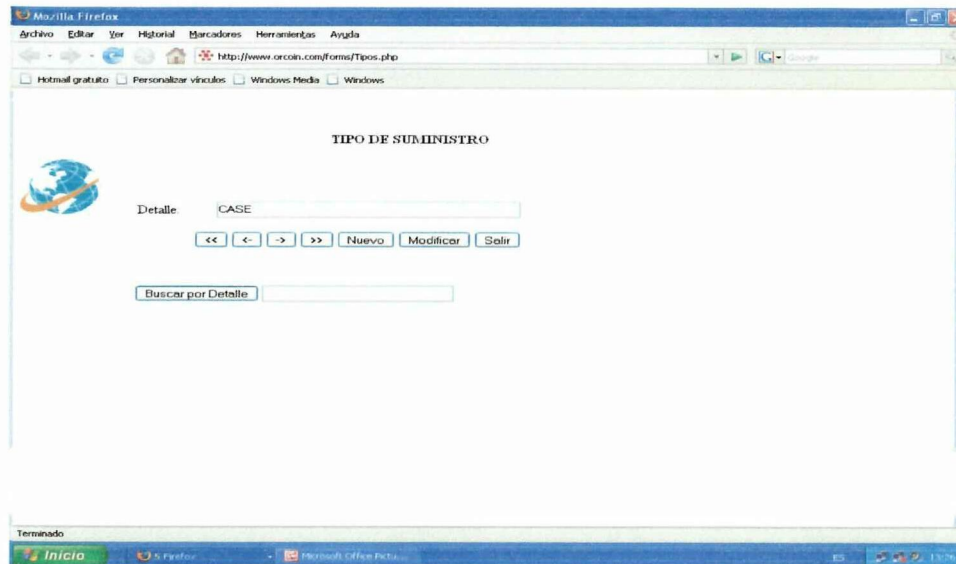 Mozilla Firefox
Archivo Editar Ver Historial Marcadores Herramientas Ayuda
http://www.orcoin.com/forms/Tipos.php
G Google
Hotmail gratuito Personalizar vínculos Windows Media Windows
TIPO DE SUMINISTRO
Detalle CASE
<< <- -> >> Nuevo Modificar Salir
Buscar por Detalle
Terminado
Inicio 5 Firefox Microsoft Office Pictu... ES